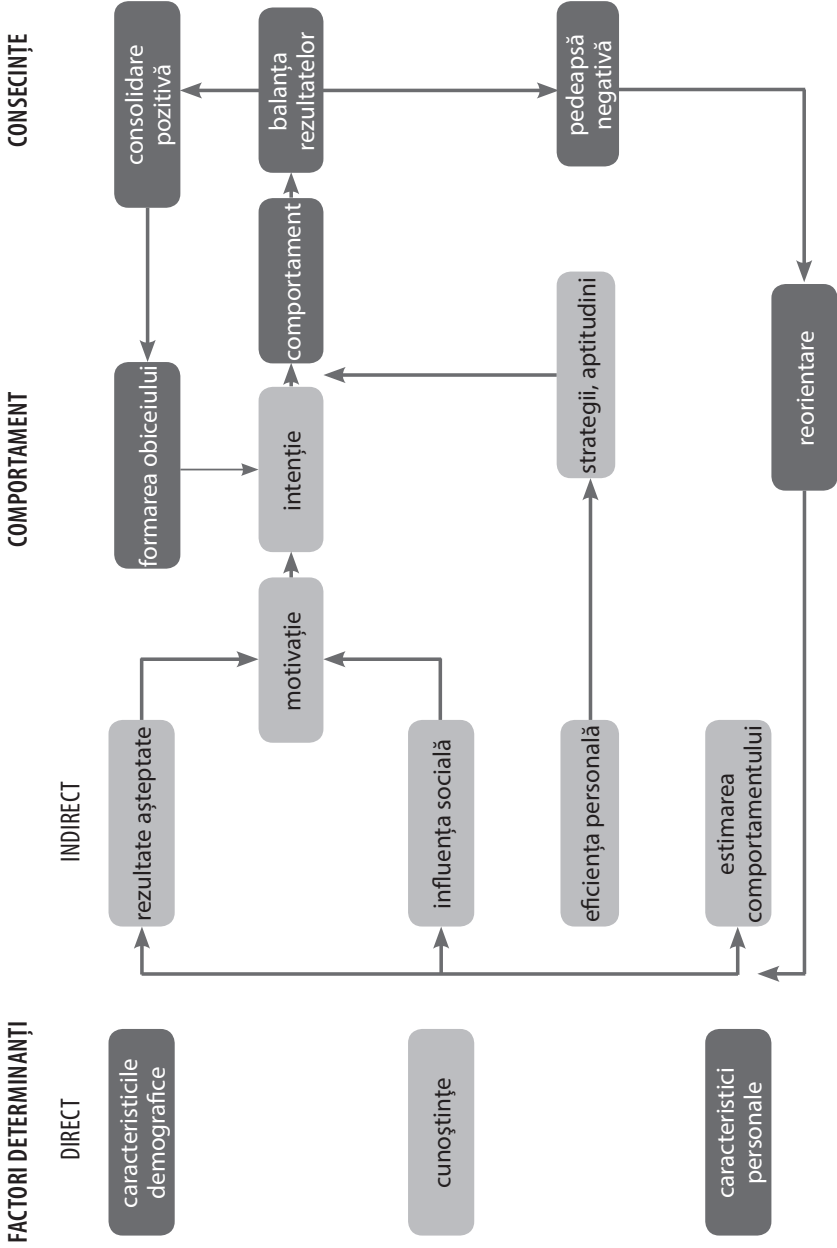 FACTORI DETERMINANȚI
COMPORTAMENT
CONSECINȚE
DIRECT
INDIRECT
caracteristicile
demografice
rezultate așteptate
formarea obiceiului
consolidare
pozitivă
motivație
intenție
comportament
balanța
rezultatelor
cunoştinţe
influența socială
eficiența personală
strategii, aptitudini
pedeapsă
negativă
caracteristici
personale
estimarea
comportamentului
reorientare